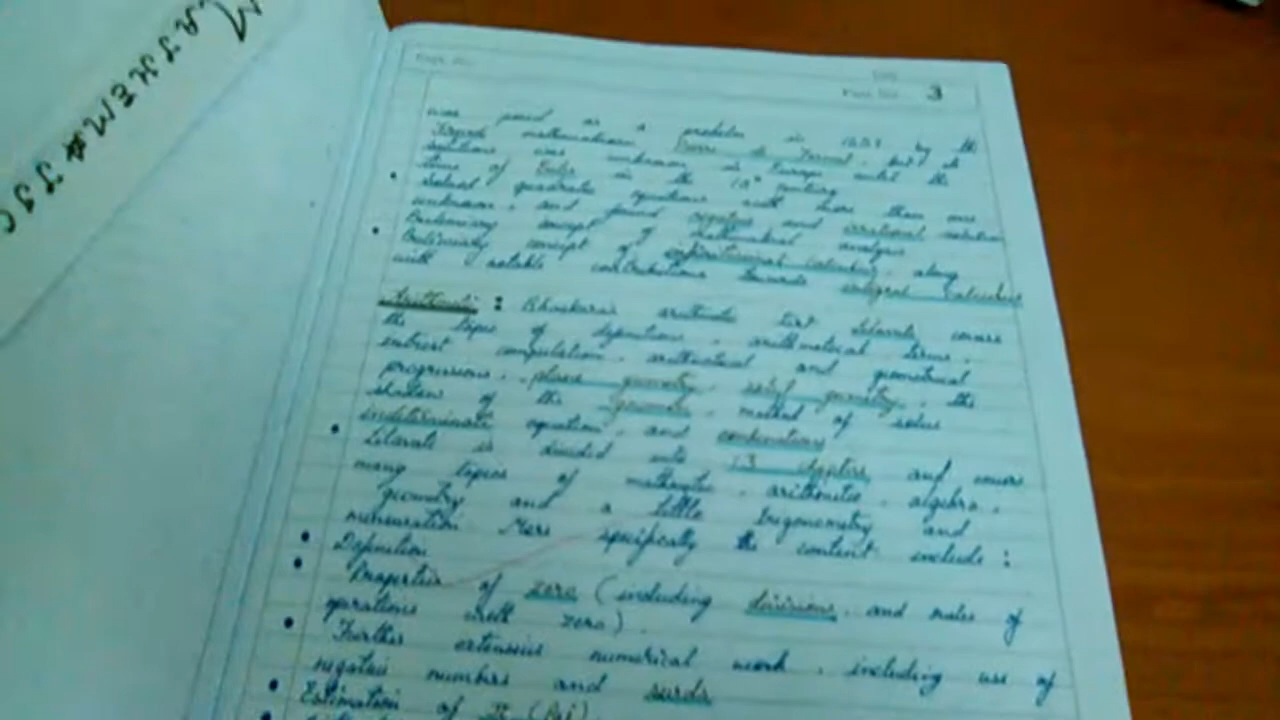 MATHEMATIC
Page No. 3
was posed as a problem in 1657 by the
French mathematician Pierre de Fermat, but its
solution was unknown in Europe until the
time of Euler in the 18th century
• Solved quadratic equations with more than one
unknown, and found negative and irrational solution
• Preliminary concept of mathematical analysis
Preliminary concept of infinitesimal calculus, along
with notable contributions towards integral calculus
Arithmetic : Bhaskara's arithmetic text Lilavati covers
the topics of definitions, arithmetical terms,
interest computation, arithmetical and geometrical
progressions, plane geometry, solid geometry, the
shadow of the gnomon, method of solve
indeterminate equation, and combinations
• Lilavati is divided into 13 chapters and covers
many topics of mathematics, arithmetic, algebra,
geometry and a little trigonometry and
mensuration More specifically the content include :
• Definition
• Properties of zero (including division, and rules of
operations with zero).
• Further extensive numerical work, including use of
negative numbers and surds
• Estimation of π (Pi).